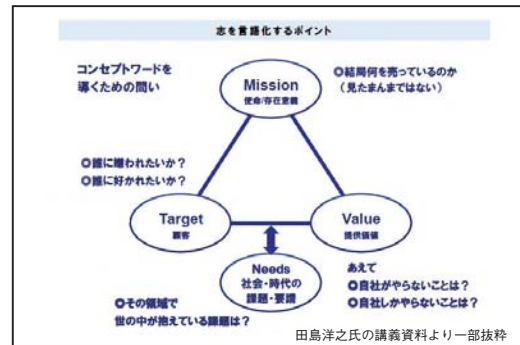 志を言語化するポイント
コンセプトワードを
導くための問い
Mission
使命/存在意義
◎結局何を売っているのか
(見たまんまではない)
◎誰に嫌われたいか?
◎誰に好かれたいか?
Target
顧客
Value
提供価値
Needs
社会・時代の
課題・要請
◎その領域で
世の中が抱えている課題は?
あえて
◎自社がやらないことは?
◎自社しかやらないことは?
田島洋之氏の講義資料より一部抜粋